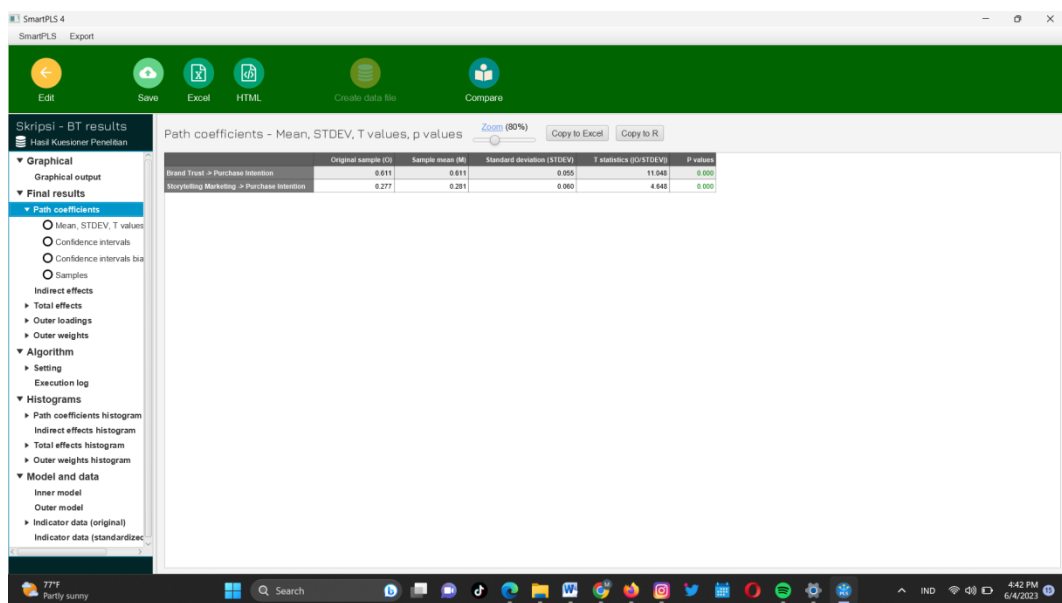 SmartPLS 4
SmartPLS Export
Edit Save Excel HTML Create data file Compare
Skripsi - BT results
Hasil Kuesioner Penelitian
Graphical
Graphical output
Final results
Path coefficients
Mean, STDEV, T values
Confidence intervals
Confidence intervals bia
Samples
Indirect effects
Total effects
Outer loadings
Outer weights
Algorithm
Setting
Execution log
Histograms
Path coefficients histogram
Indirect effects histogram
Total effects histogram
Outer weights histogram
Model and data
Inner model
Outer model
Indicator data (original)
Indicator data (standardized
Path coefficients - Mean, STDEV, T values, p values Zoom (80%) Copy to Excel Copy to R
Original sample (O) Sample mean (M) Standard deviation (STDEV) T statistics (|O/STDEV|) P values
Brand Trust -> Purchase Intention 0.611 0.611 0.055 11.048 0.000
Storytelling Marketing -> Purchase Intention 0.277 0.281 0.060 4.648 0.000
77°F
Partly sunny
Search
IND
4:42 PM
6/4/2023